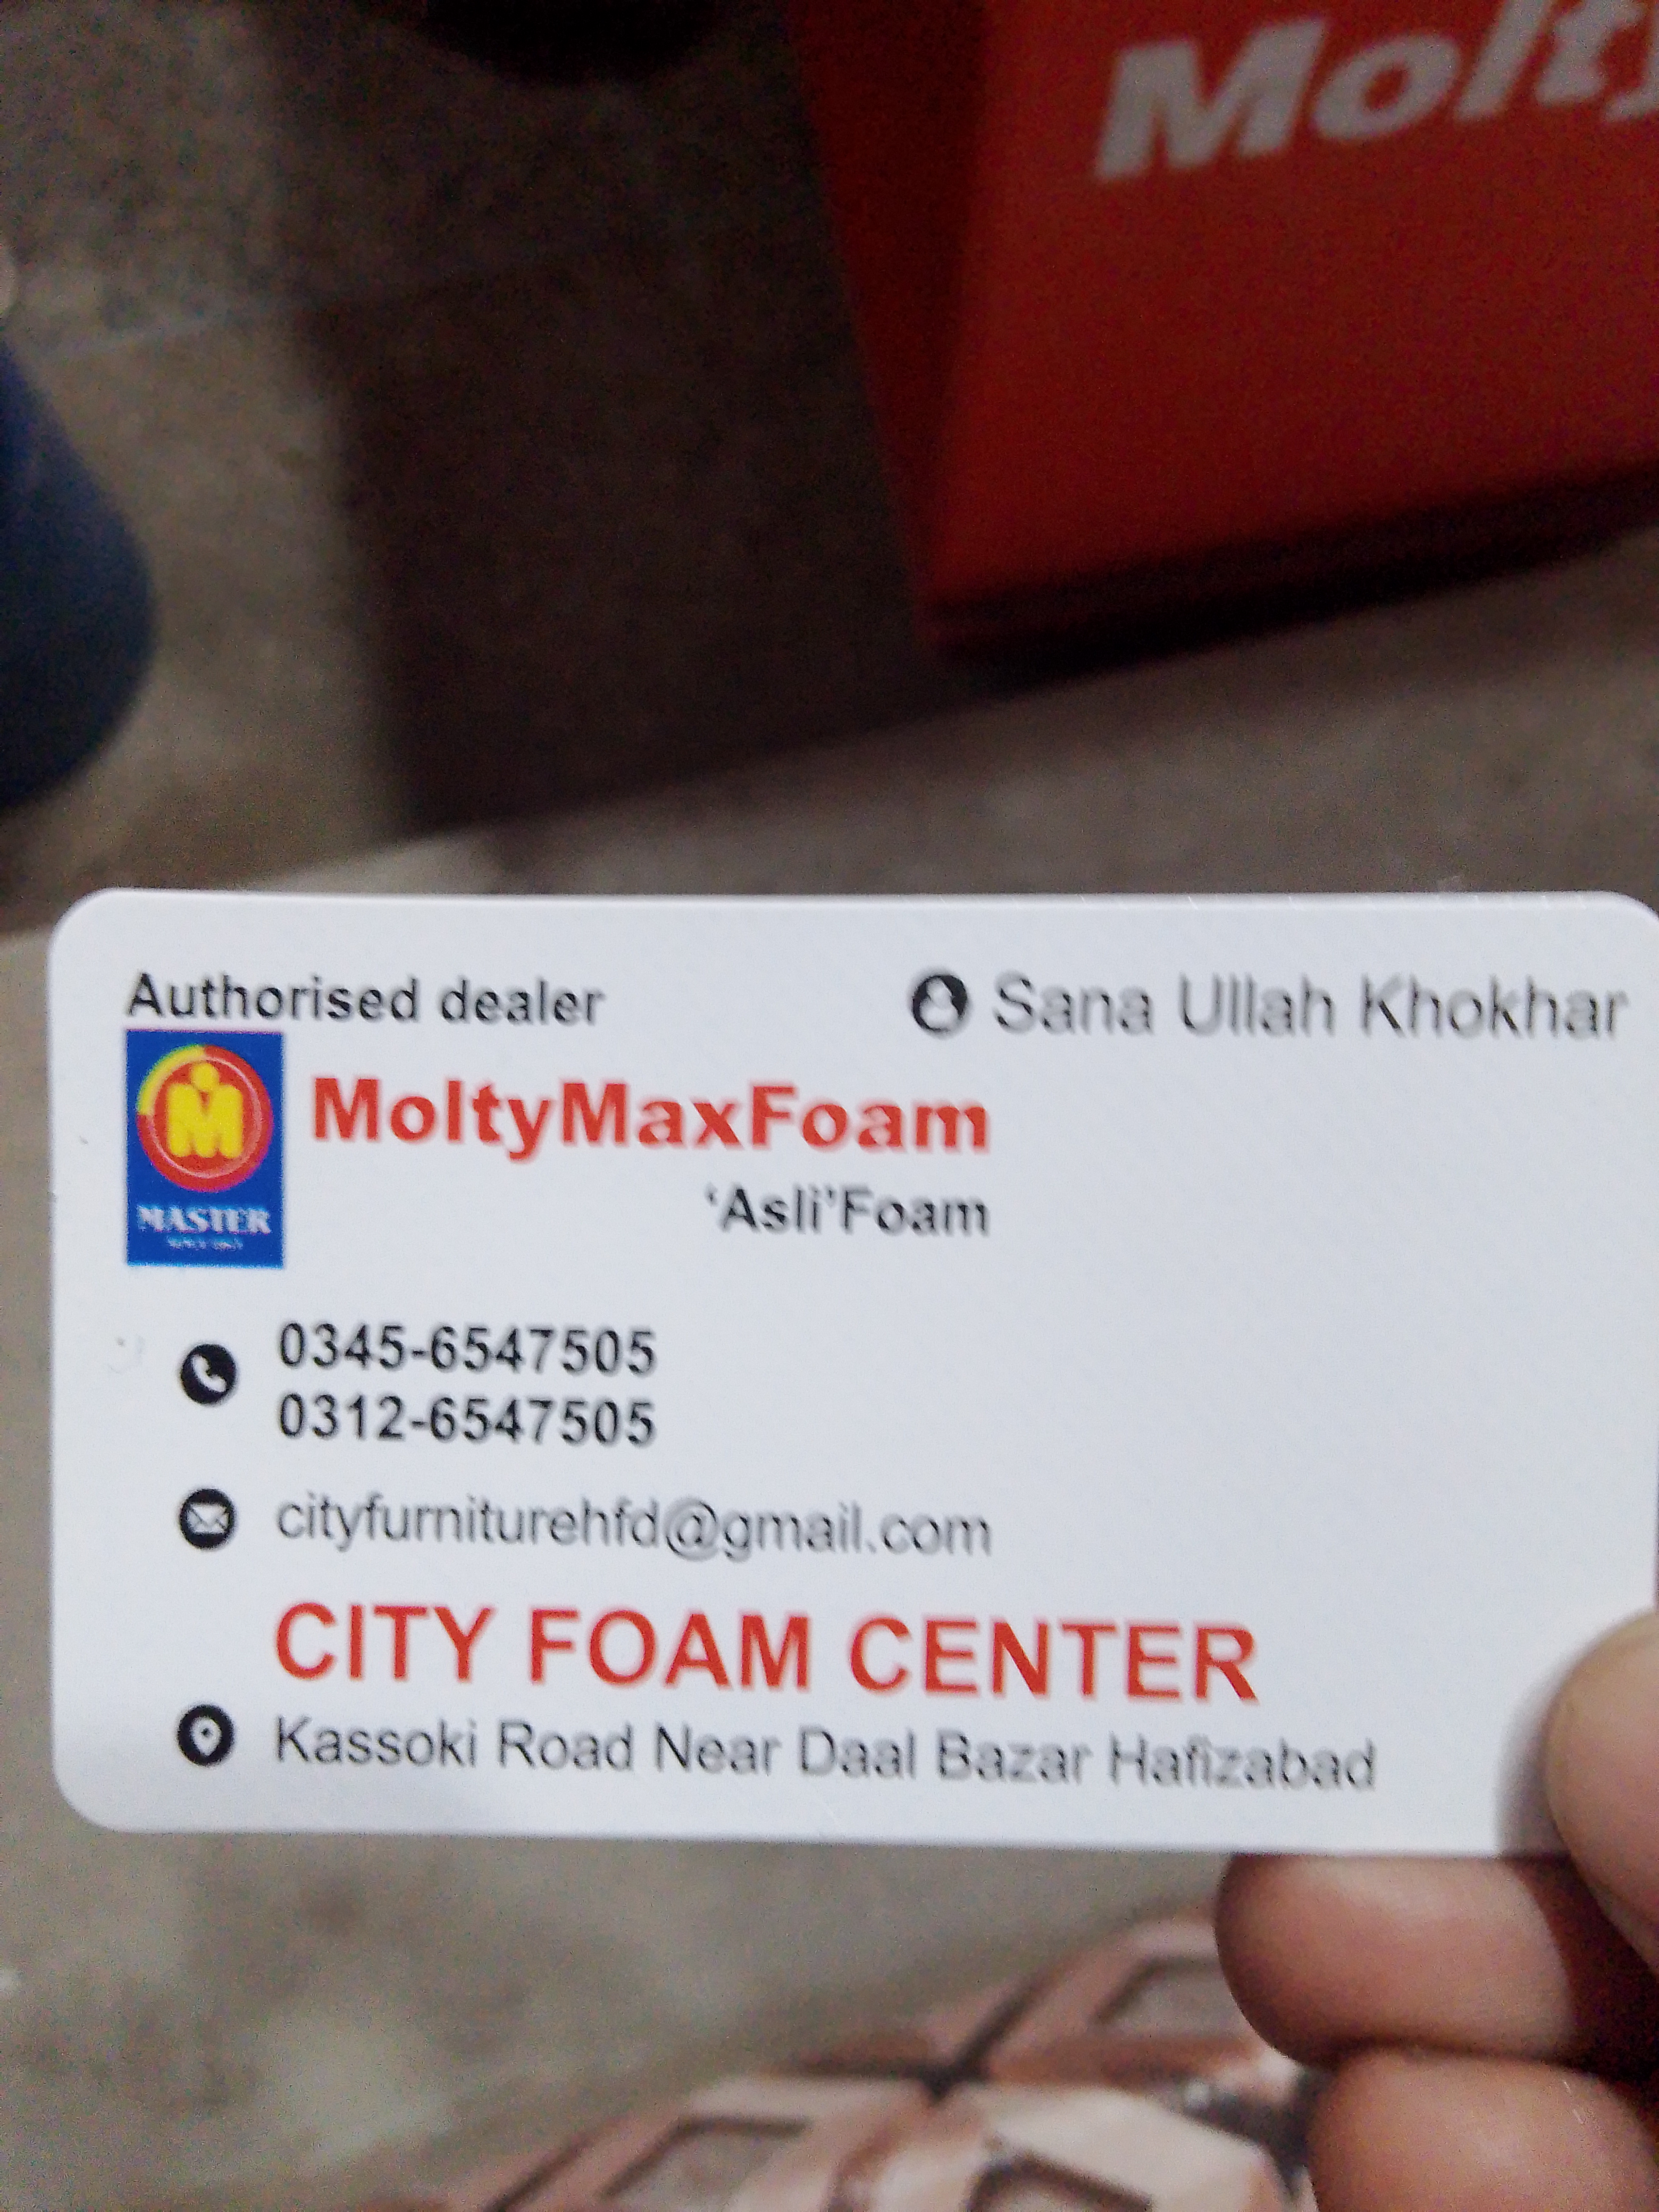 Molty
Authorised dealer
Sana Ullah Khokhar
MASTER
MoltyMaxFoam
'Asli'Foam
0345-6547505
0312-6547505
cityfurniturehfd@gmail.com
CITY FOAM CENTER
Kassoki Road Near Daal Bazar Hafizabad